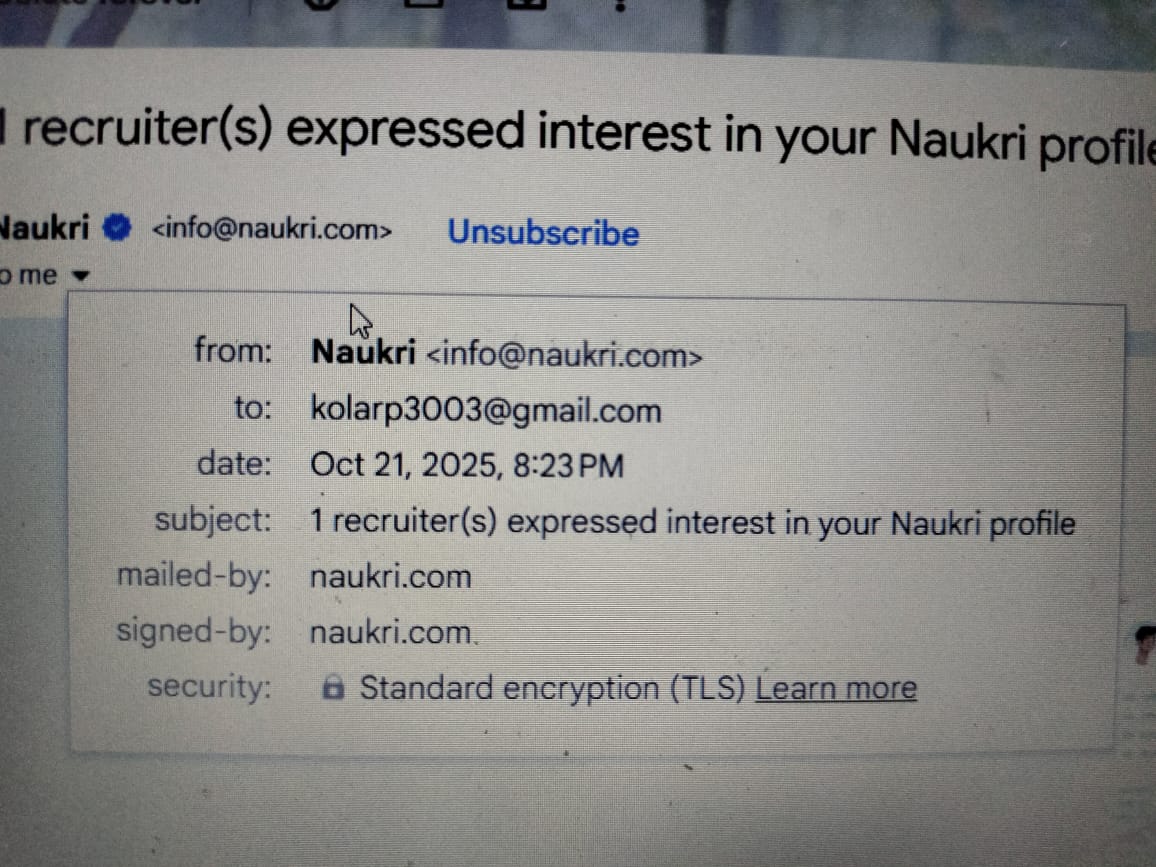 recruiter(s) expressed interest in your Naukri profile
Naukri <info@naukri.com> Unsubscribe
to me
from: Naukri <info@naukri.com>
to: kolarp3003@gmail.com
date: Oct 21, 2025, 8:23 PM
subject: 1 recruiter(s) expressed interest in your Naukri profile
mailed-by: naukri.com
signed-by: naukri.com
security: Standard encryption (TLS) Learn more